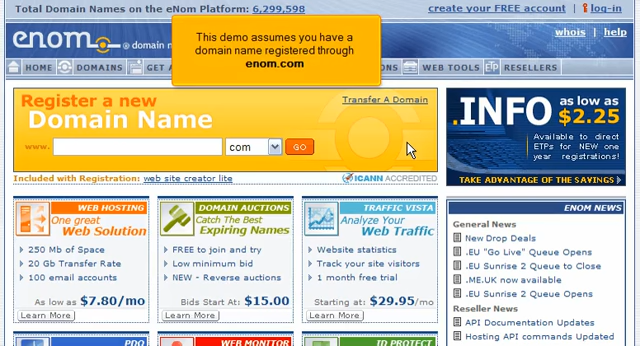 Total Domain Names on the eNom Platform: 6,299,598
create your FREE account | log-in
enom @ domain n
whois | help
This demo assumes you have a
domain name registered through
enom.com
HOME DOMAINS GET A ONS WEB TOOLS ETp RESELLERS
Register a new
Domain Name
Transfer A Domain
www. com GO
Included with Registration: web site creator lite
ICANN ACCREDITED
.INFO as low as
$2.25
Available to direct
ETPs for NEW one
year registrations!
TAKE ADVANTAGE OF THE SAVINGS
WEB HOSTING
One great
Web Solution
250 Mb of Space
20 Gb Transfer Rate
100 email accounts
As low as $7.80/mo
Learn More
DOMAIN AUCTIONS
Catch The Best
Expiring Names
FREE to join and try
Low minimum bid
NEW - Reverse auctions
Bids Start At: $15.00
Learn More
TRAFFIC VISTA
Analyze Your
Web Traffic
Website statistics
Track your site visitors
1 month free trial
Starting at: $29.95/mo
Learn More
ENOM NEWS
General News
New Drop Deals
.EU "Go Live" Queue Opens
.EU Sunrise 2 Queue to Close
.ME.UK now available
.EU Sunrise 2 Queue Opens
Reseller News
API Documentation Updates
Hosting API commands Updated
PDQ
WEB MONITOR
ID PROTECT